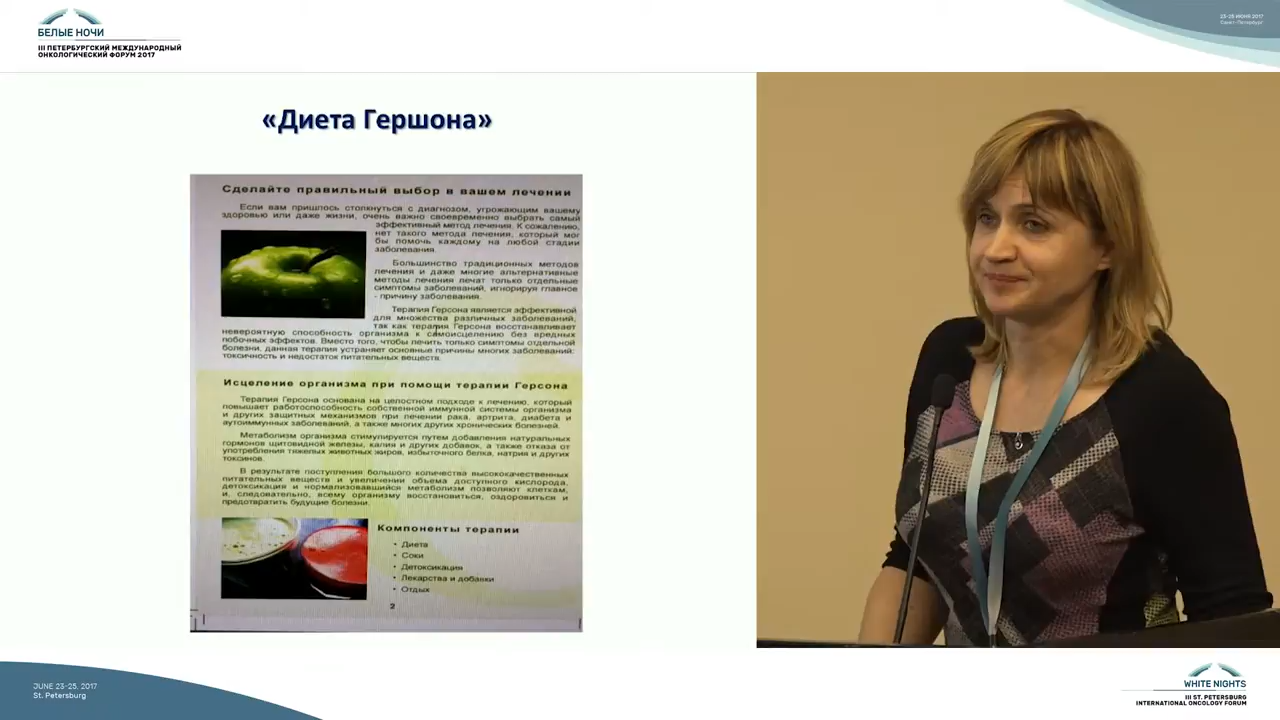 БЕЛЫЕ НОЧИ
III ПЕТЕРБУРГСКИЙ МЕЖДУНАРОДНЫЙ
ОНКОЛОГИЧЕСКИЙ ФОРУМ 2017
23-25 ИЮНЯ 2017
Санкт-Петербург
«Диета Гершона»
Сделайте правильный выбор в вашем лечении
Если вам пришлось столкнуться с диагнозом, угрожающим вашему
здоровью или даже жизни, очень важно своевременно выбрать самый
эффективный метод лечения. К сожалению,
нет такого метода лечения, который мог
бы помочь каждому на любой стадии
заболевания.
Большинство традиционных методов
лечения и даже многие альтернативные
методы лечения лечат только отдельные
симптомы заболеваний, игнорируя главное
- причину заболевания.
Терапия Герсона является эффективной
для множества различных заболеваний,
так как терапия Герсона восстанавливает
невероятную способность организма к самоисцелению без вредных
побочных эффектов. Вместо того, чтобы лечить только симптомы отдельной
болезни, данная терапия устраняет основные причины многих заболеваний:
токсичность и недостаток питательных веществ.
Исцеление организма при помощи терапии Герсона
Терапия Герсона основана на целостном подходе к лечению, который
повышает работоспособность собственной иммунной системы организма
и других защитных механизмов при лечении рака, артрита, диабета и
аутоиммунных заболеваний, а также многих других хронических болезней.
Метаболизм организма стимулируется путем добавления натуральных
гормонов щитовидной железы, калия и других добавок, а также отказа от
употребления тяжелых животных жиров, избыточного белка, натрия и других
токсинов.
В результате поступления большого количества высококачественных
питательных веществ и увеличении объема доступного кислорода,
детоксикация и нормализовавшийся метаболизм позволяют клеткам,
и, следовательно, всему организму восстановиться, оздоровиться и
предотвратить будущие болезни.
Компоненты терапии
• Диета
• Соки
• Детоксикация
• Лекарства и добавки
• Отдых
2
JUNE 23-25, 2017
St. Petersburg
WHITE NIGHTS
III ST. PETERSBURG
INTERNATIONAL ONCOLOGY FORUM